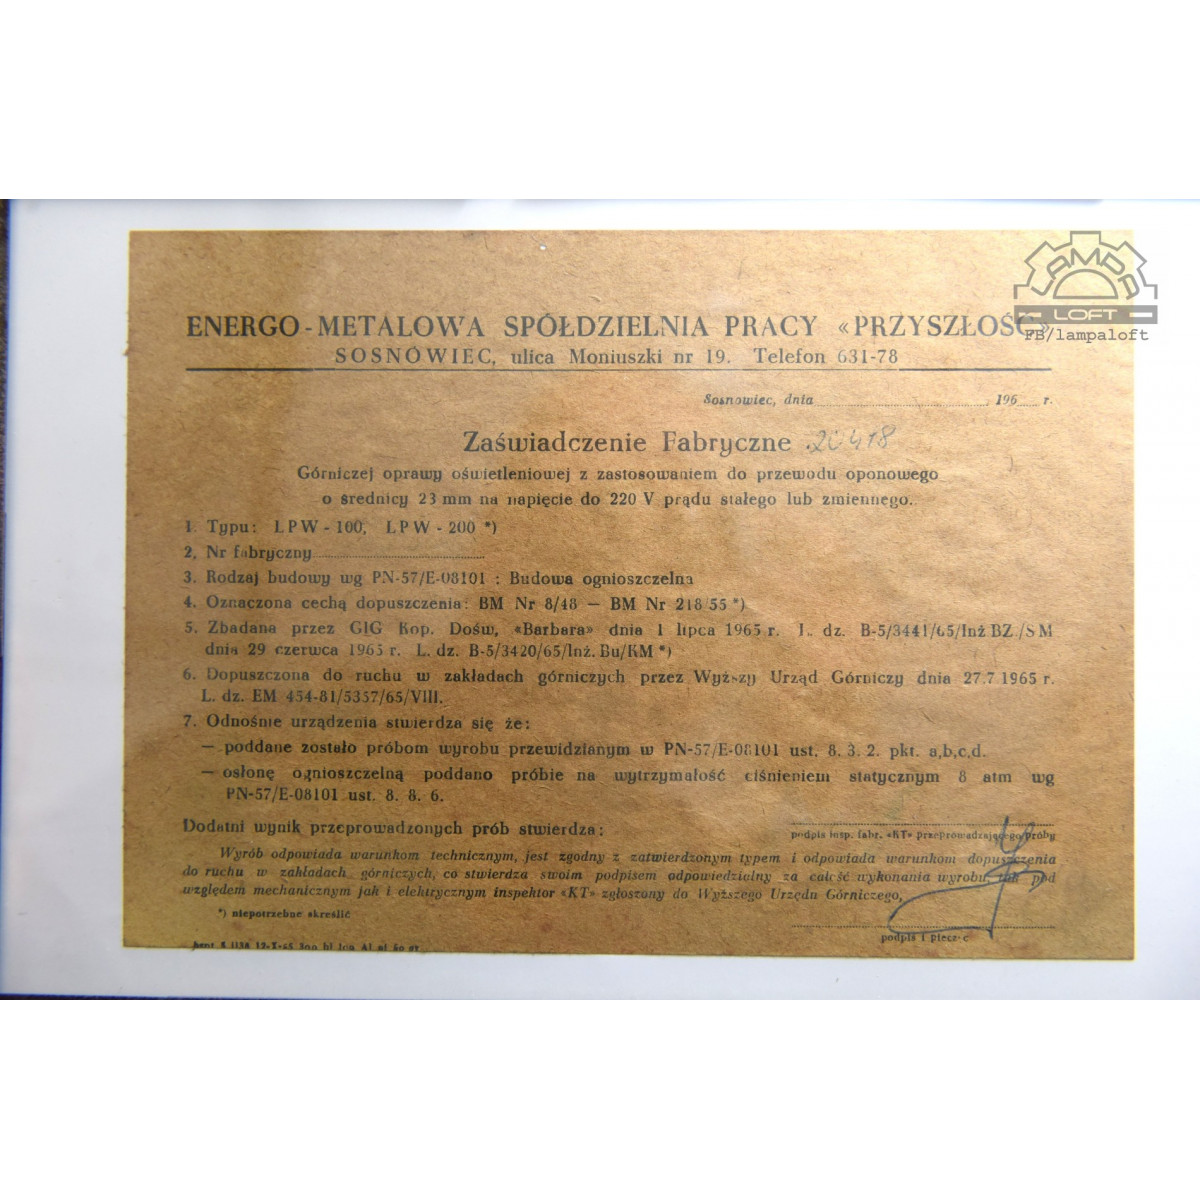 LAMPA
LOFT
FB/lampaloft
ENERGO-METALOWA SPÓŁDZIELNIA PRACY «PRZYSZŁOŚĆ»
SOSNOWIEC, ulica Moniuszki nr 19. Telefon 631-78
Sosnowiec, dnia 196 r.
Zaświadczenie Fabryczne 20418
Górniczej oprawy oświetleniowej z zastosowaniem do przewodu oponowego
o średnicy 23 mm na napięcie do 220 V prądu stałego lub zmiennego.
1. Typu: LPW - 100, LPW - 200 *)
2. Nr fabryczny
3. Rodzaj budowy wg PN-57/E-08101 : Budowa ognioszczelna
4. Oznaczona cechą dopuszczenia: BM Nr 8/48 — BM Nr 218/55 *)
5. Zbadana przez GIG Kop. Dośw, «Barbara» dnia 1 lipca 1965 r. L. dz. B-5/3441/65/Inż BZ./SM
dnia 29 czerwca 1965 r. L. dz. B-5/3420/65/Inż. Bu/KM *)
6. Dopuszczona do ruchu w zakładach górniczych przez Wyższy Urząd Górniczy dnia 27.7 1965 r.
L. dz. EM 454-81/5357/65/VIII.
7. Odnośnie urządzenia stwierdza się że:
— poddane zostało próbom wyrobu przewidzianym w PN-57/E-08101 ust. 8. 3. 2. pkt. a,b,c,d.
— osłonę ognioszczelną poddano próbie na wytrzymałość ciśnieniem statycznym 8 atm wg
PN-57/E-08101 ust. 8. 8. 6.
Dodatni wynik przeprowadzonych prób stwierdza:
podpis insp. fabr. «KT» przeprowadzającego próby
Wyrób odpowiada warunkom technicznym, jest zgodny z zatwierdzonym typem i odpowiada warunkom dopuszczenia
do ruchu w zakładach górniczych, co stwierdza swoim podpisem odpowiedzialny za całość wykonania wyrobu tak pod
względem mechanicznym jak i elektrycznym inspektor «KT» zgłoszony do Wyższego Urzędu Górniczego,
*) niepotrzebne skreślić
podpis i pieczęć